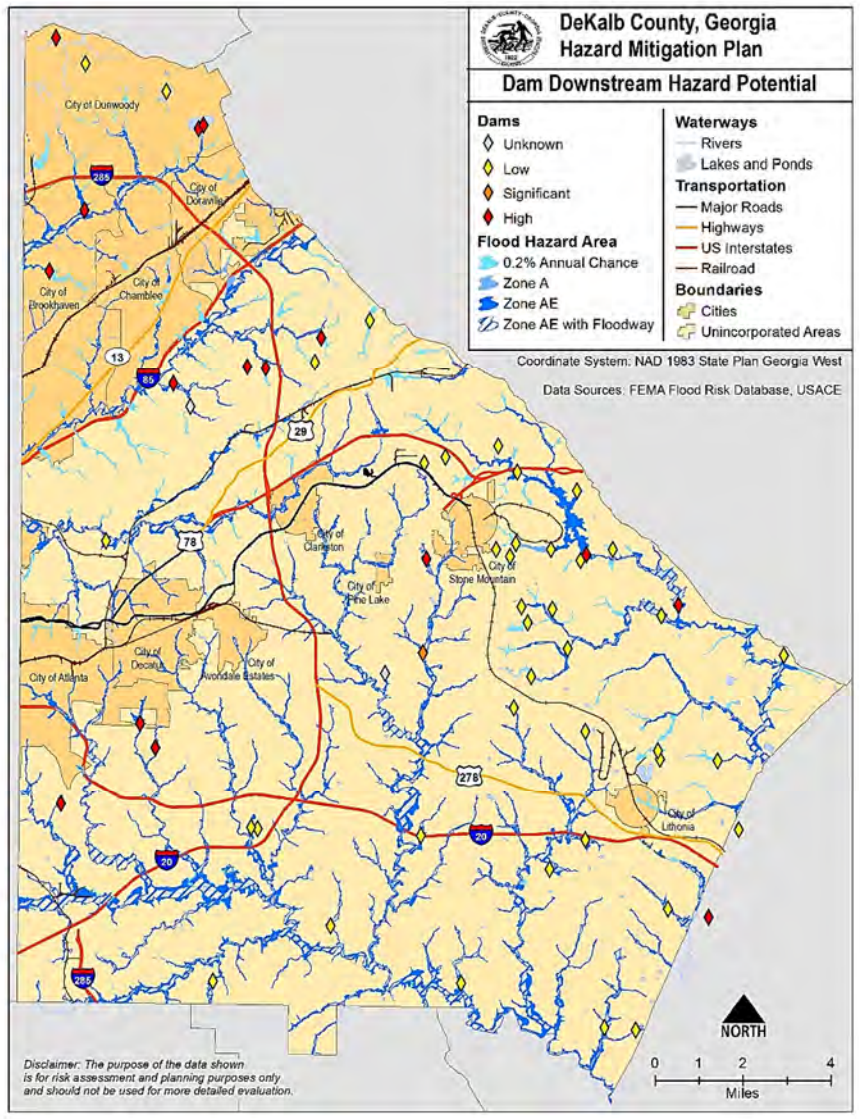 DeKalb County, Georgia
Hazard Mitigation Plan
Dam Downstream Hazard Potential
Dams
Unknown
Low
Significant
High
Flood Hazard Area
0.2% Annual Chance
Zone A
Zone AE
Zone AE with Floodway
Waterways
Rivers
Lakes and Ponds
Transportation
Major Roads
Highways
US Interstates
Railroad
Boundaries
Cities
Unincorporated Areas
Coordinate System: NAD 1983 State Plan Georgia West
Data Sources: FEMA Flood Risk Database, USACE
City of Dunwoody
285
City of
Doraville
City of
Brookhaven
City of
Chamblee
13
85
29
78
City of
Clarkston
City of
Pine Lake
City of
Stone Mountain
City of
Decatur
City of
Avondale Estates
City of Atlanta
278
City of
Lithonia
20
20
285
NORTH
0 1 2 4
Miles
Disclaimer: The purpose of the data shown
is for risk assessment and planning purposes only
and should not be used for more detailed evaluation.